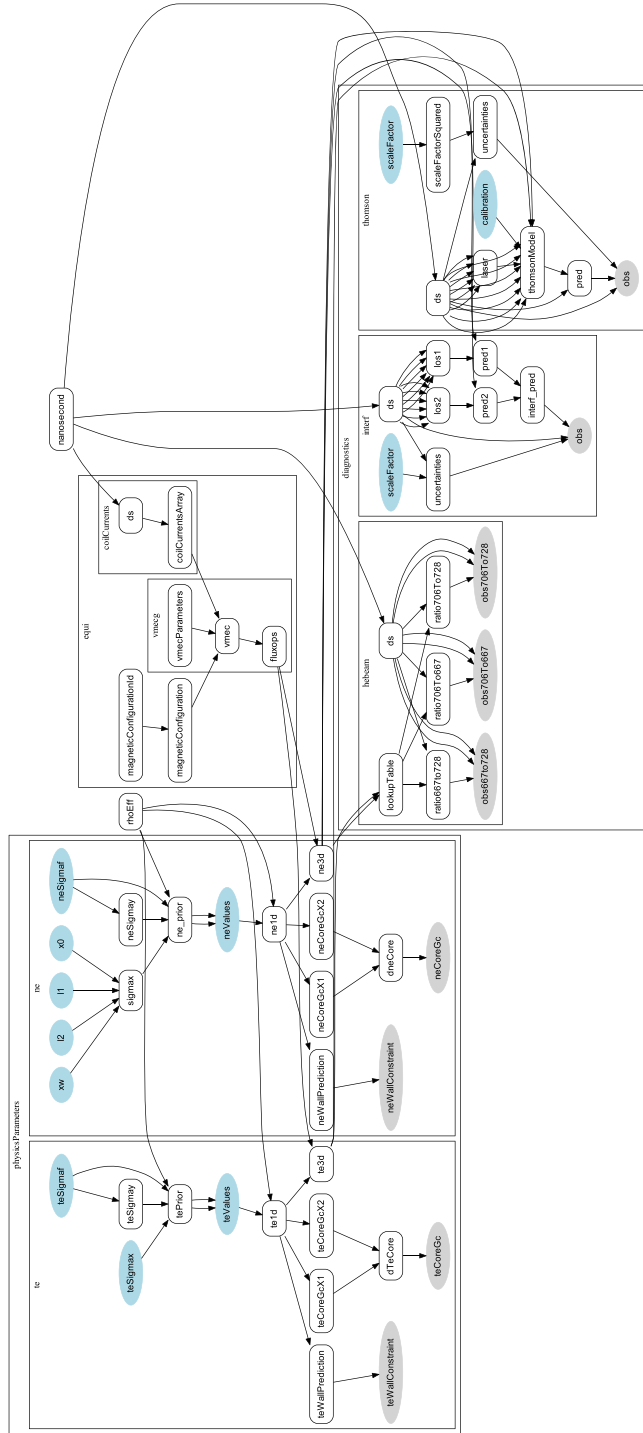 physicsParameters
te
teSigmaf
teSigmay
teSigmax
tePrior
teValues
te1d
teWallPrediction
teCoreGcX1
teCoreGcX2
te3d
dTeCore
teWallConstraint
teCoreGc
ne
xw
l2
l1
x0
neSigmaf
neSigmay
sigmax
ne_prior
neValues
ne1d
neWallPrediction
neCoreGcX1
neCoreGcX2
ne3d
dneCore
neWallConstraint
neCoreGc
rhoEff
nanosecond
equi
magneticConfigurationId
magneticConfiguration
coilCurrents
ds
coilCurrentsArray
vmecg
vmecParameters
vmec
fluxops
diagnostics
hebeam
ds
lookupTable
ratio667to728
ratio706To667
ratio706To728
obs667to728
obs706To667
obs706To728
interf
scaleFactor
ds
uncertainties
los2
los1
pred2
pred1
interf_pred
obs
thomson
scaleFactor
scaleFactorSquared
uncertainties
calibration
ds
laser
thomsonModel
pred
obs